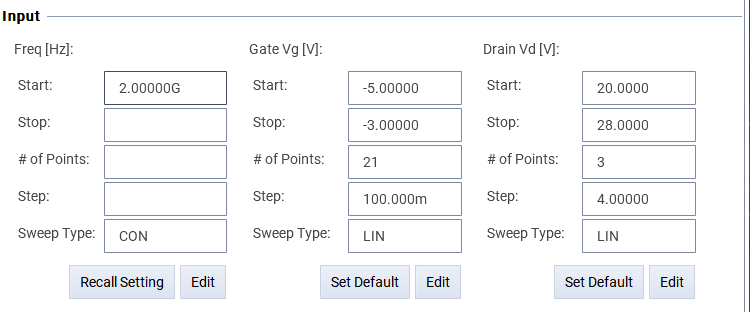 Input
Freq [Hz]: Gate Vg [V]: Drain Vd [V]:
Start: 2.00000G Start: -5.00000 Start: 20.0000
Stop: Stop: -3.00000 Stop: 28.0000
# of Points: # of Points: 21 # of Points: 3
Step: Step: 100.000m Step: 4.00000
Sweep Type: CON Sweep Type: LIN Sweep Type: LIN
Recall Setting Edit Set Default Edit Set Default Edit